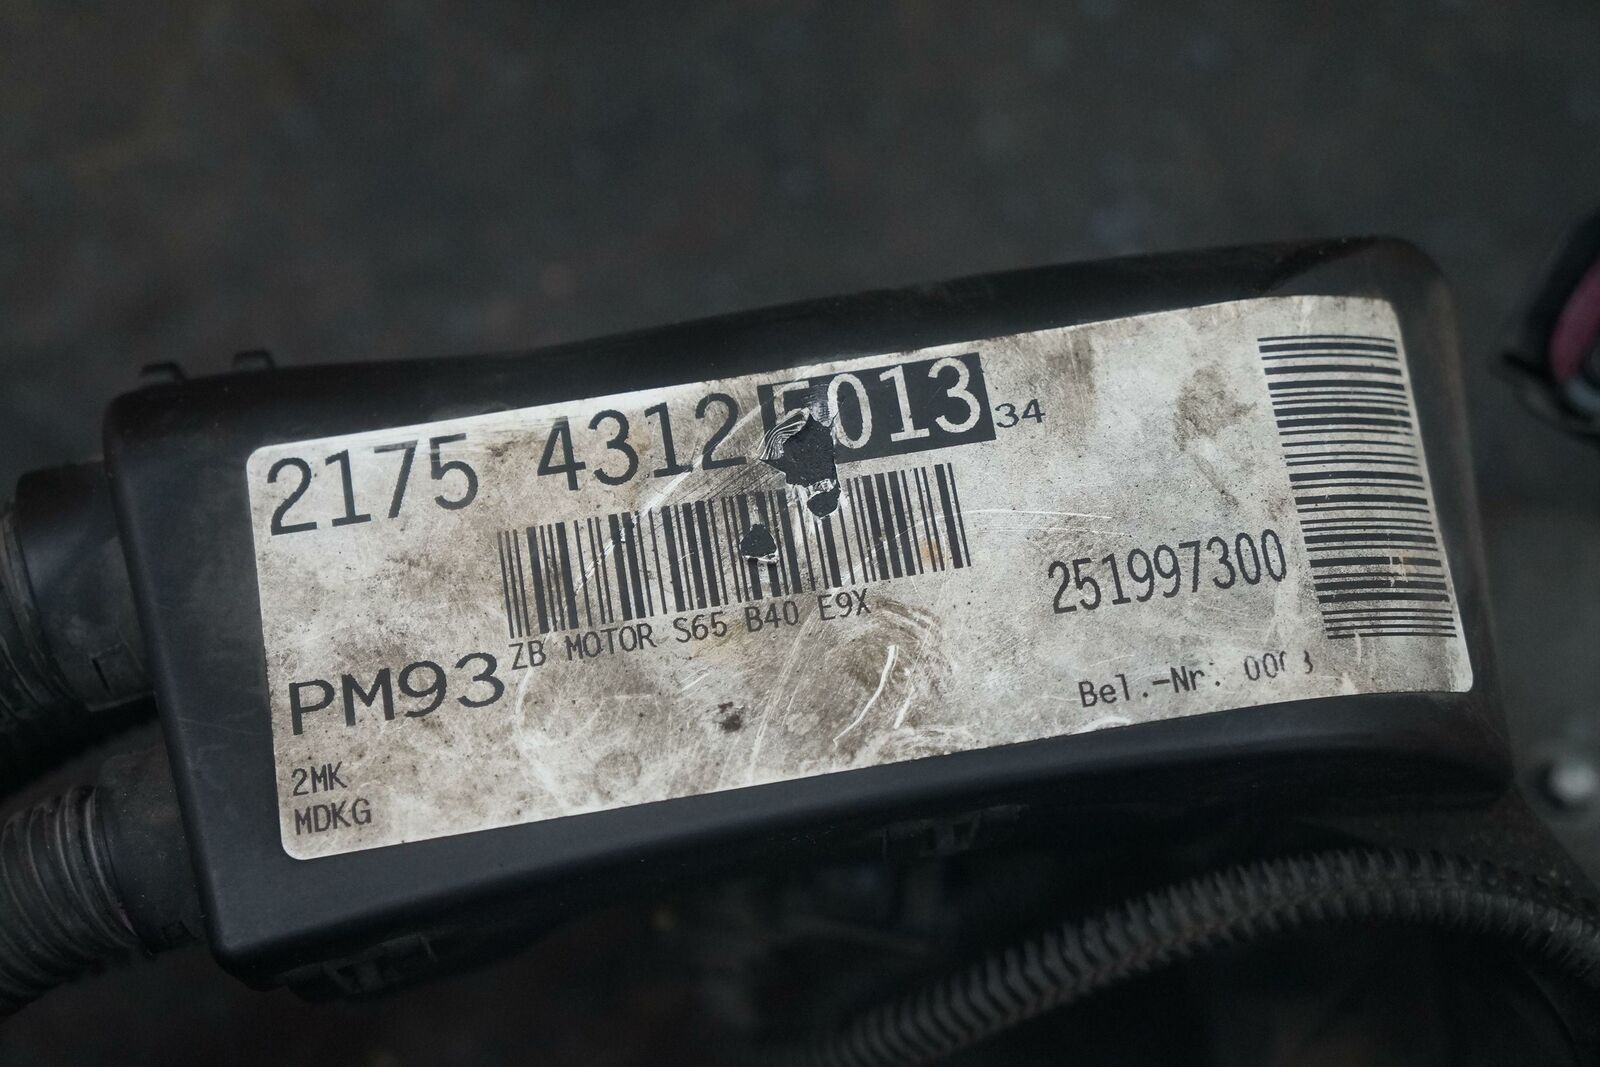 2175 4312 5013 34
ZB MOTOR S65 B40 E9X
251997300
PM93
Bel.-Nr:
2MK
MDKG